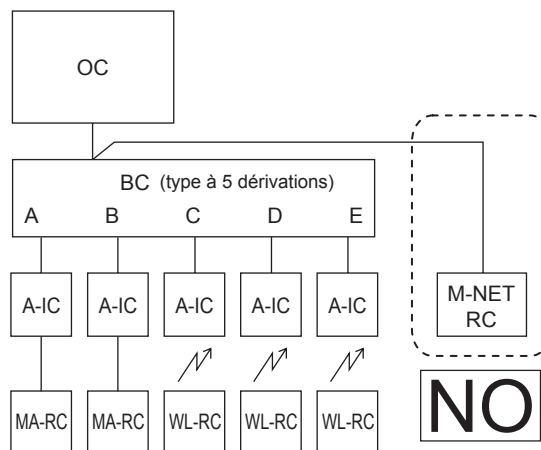 OC
BC (type à 5 dérivations)
A B C D E
A-IC A-IC A-IC A-IC A-IC
M-NET
RC
MA-RC MA-RC WL-RC WL-RC WL-RC
NO